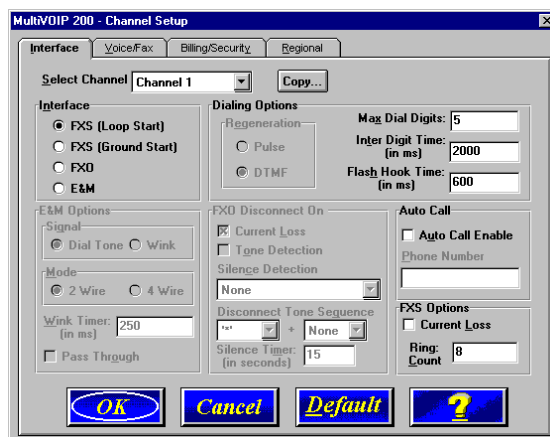 MultiVOIP 200 - Channel Setup
Interface Voice/Fax Billing/Security Regional
Select Channel Channel 1 Copy...
Interface
FXS (Loop Start)
FXS (Ground Start)
FXO
E&M
Dialing Options
Regeneration
Pulse
DTMF
Max Dial Digits: 5
Inter Digit Time: 2000
(in ms)
Flash Hook Time: 600
(in ms)
E&M Options
Signal
Dial Tone Wink
Mode
2 Wire 4 Wire
Wink Timer: 250
(in ms)
Pass Through
FXO Disconnect On
Current Loss
Tone Detection
Silence Detection
None
Disconnect Tone Sequence
'*' + None
Silence Timer: 15
(in seconds)
Auto Call
Auto Call Enable
Phone Number
FXS Options
Current Loss
Ring: 8
Count
OK Cancel Default ?